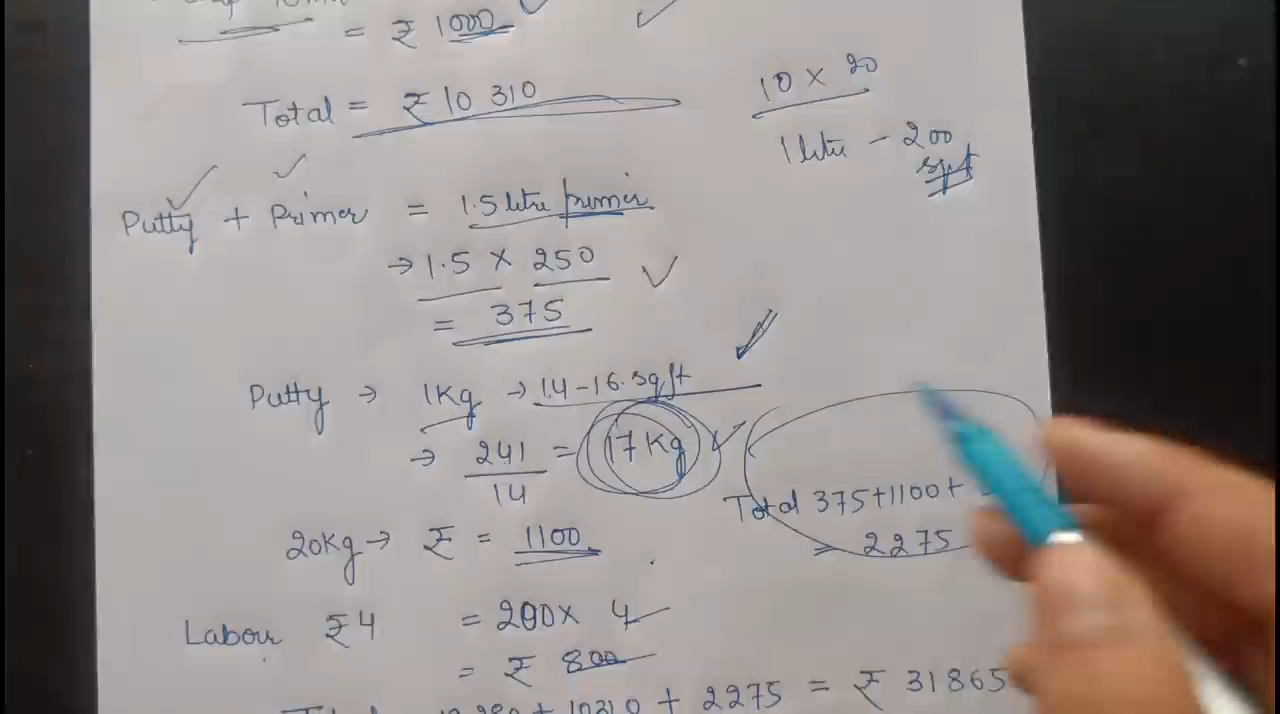 = ₹ 1000
Total = ₹ 10 310
10 × 20
1 litre - 200
sqft
Putty + Primer = 1.5 litre primer
→ 1.5 × 250
= 375
Putty → 1Kg → 14-16 sqft
→ 241/14 = 17 Kg
Total 375+1100+
= 2275
20Kg → ₹ = 1100
Labour ₹4 = 200× 4
= ₹ 800
+ 10310 + 2275 = ₹ 31865